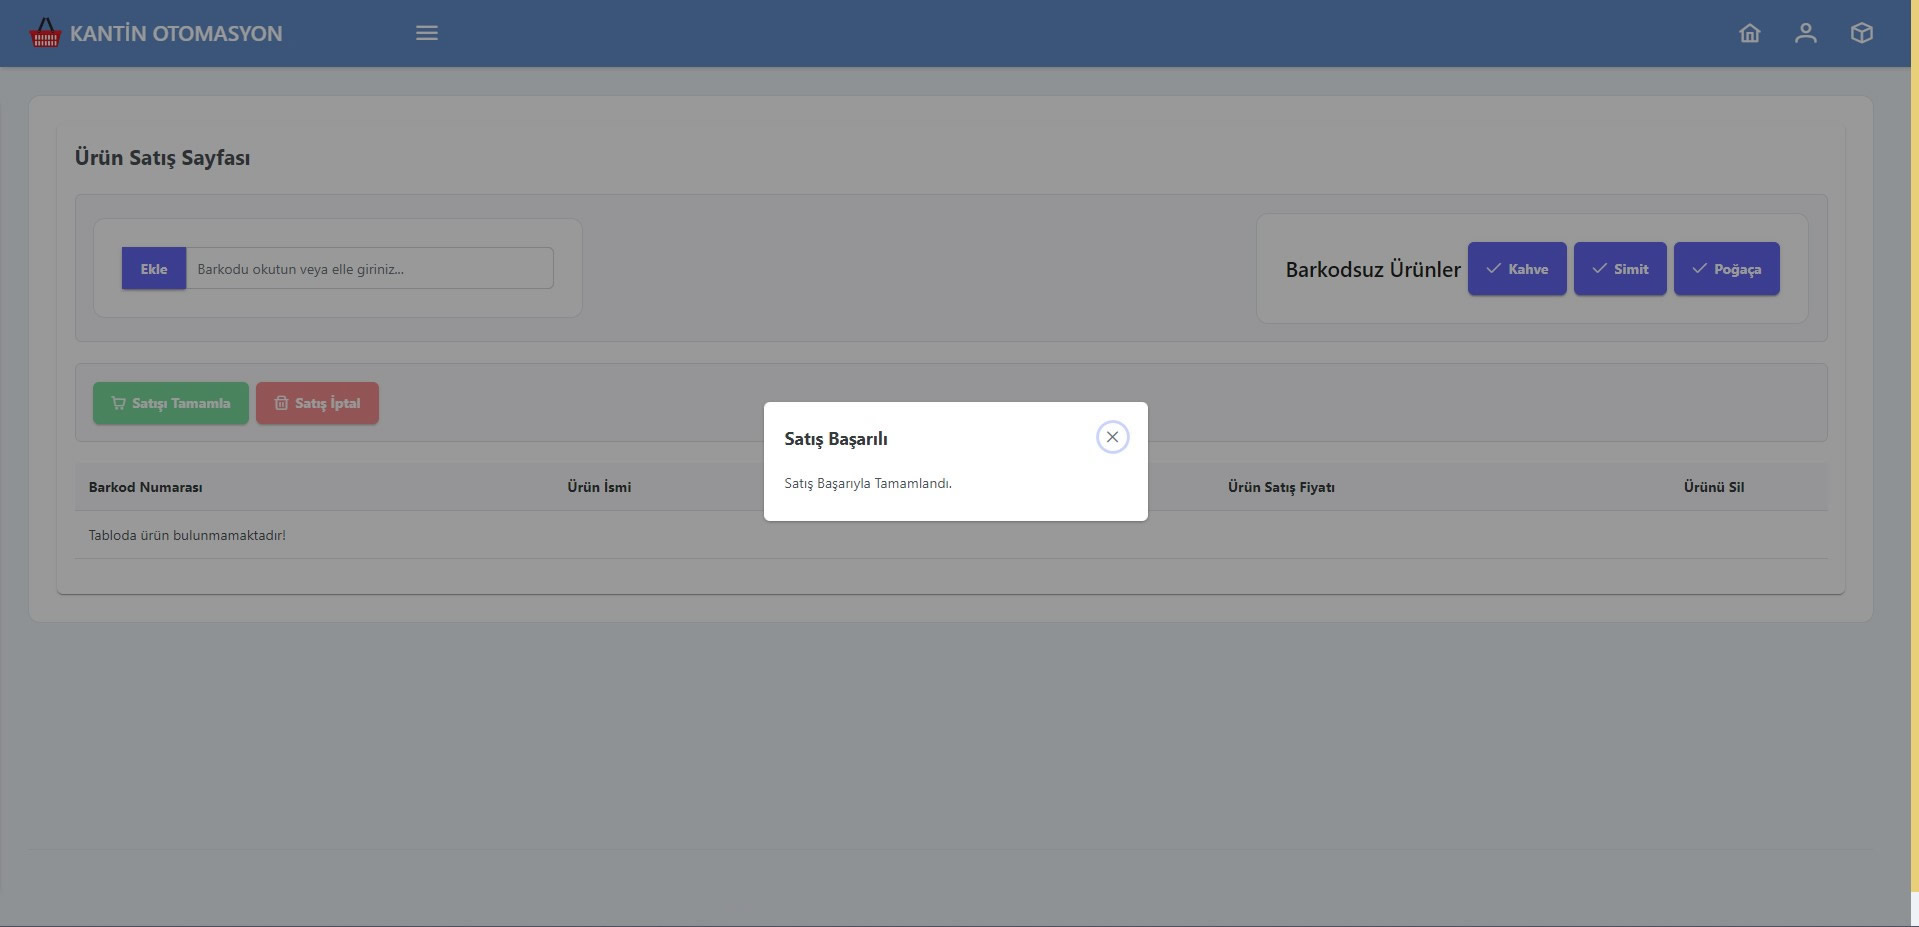 KANTİN OTOMASYON
Ürün Satış Sayfası
Ekle Barkodu okutun veya elle giriniz...
Barkodsuz Ürünler Kahve Simit Poğaça
Satışı Tamamla Satış İptal
Satış Başarılı
Satış Başarıyla Tamamlandı.
Barkod Numarası Ürün İsmi Ürün Satış Fiyatı Ürünü Sil
Tabloda ürün bulunmamaktadır!